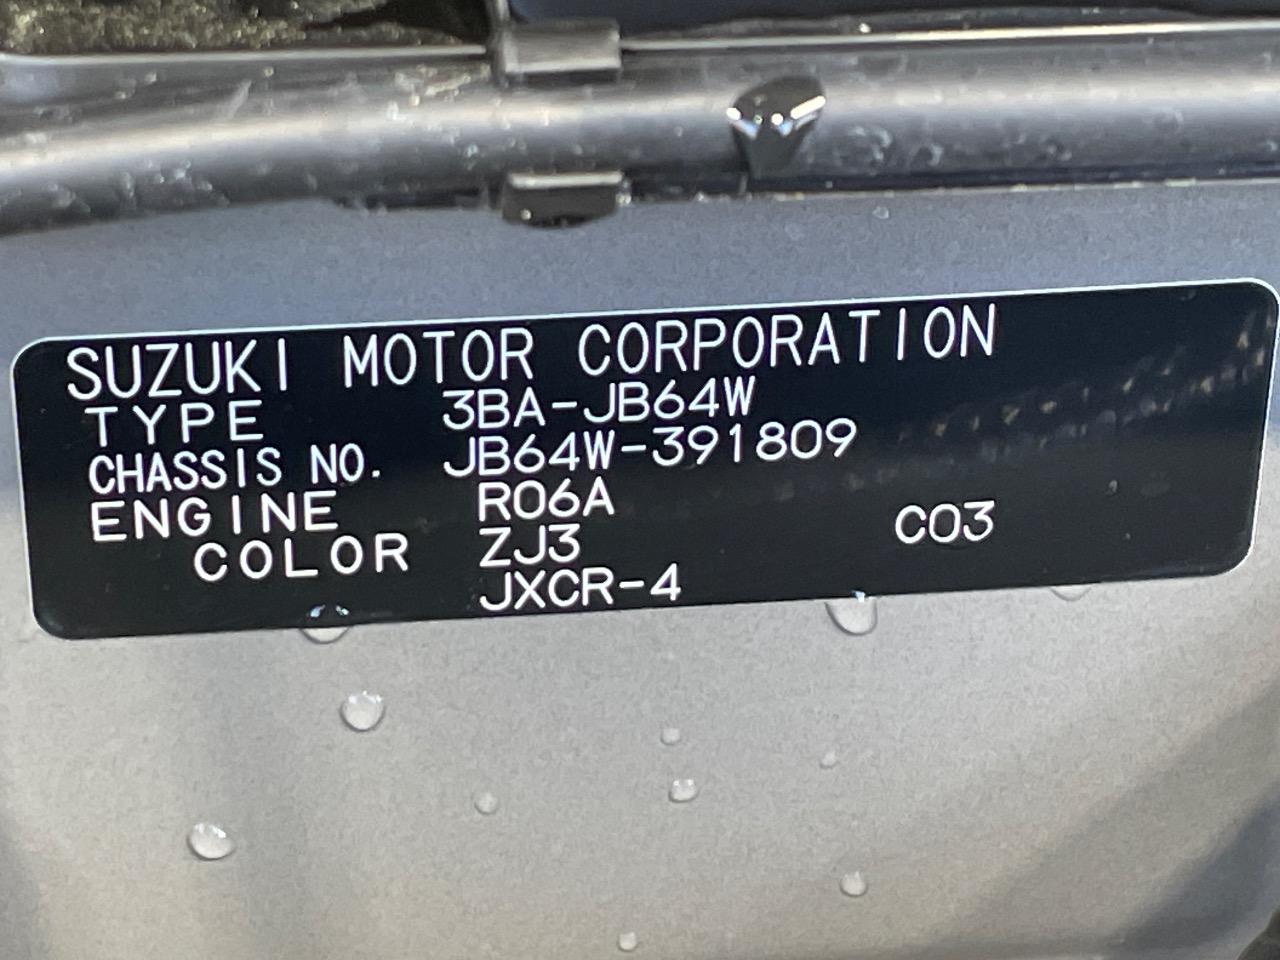 SUZUKI MOTOR CORPORATION
TYPE 3BA-JB64W
CHASSIS NO. JB64W-391809
ENGINE R06A
COLOR ZJ3 C03
JXCR-4